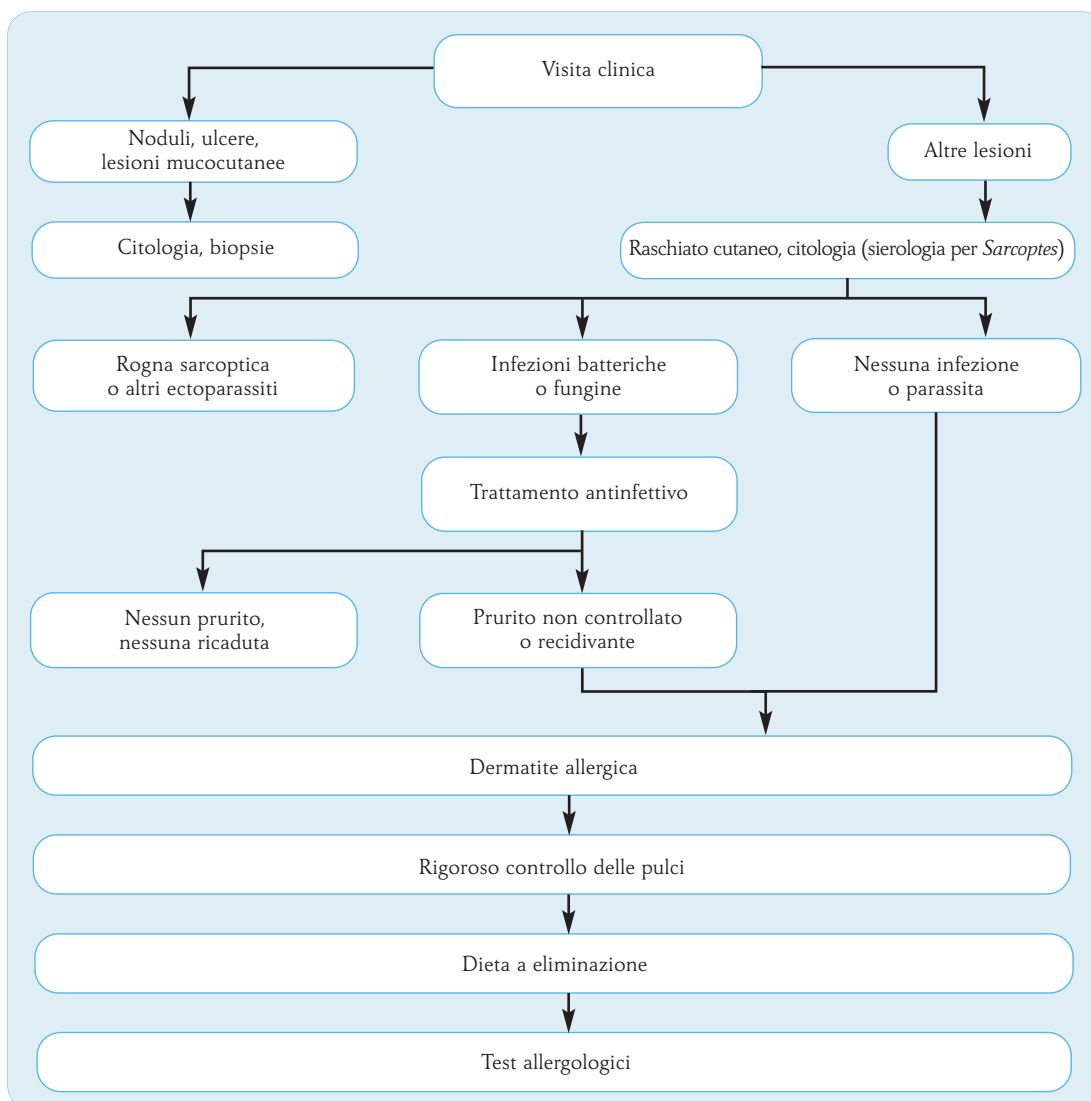 Visita clinica
Noduli, ulcere,
lesioni mucocutanee
Altre lesioni
Citologia, biopsie
Raschiato cutaneo, citologia (sierologia per Sarcoptes)
Rogna sarcoptica
o altri ectoparassiti
Infezioni batteriche
o fungine
Nessuna infezione
o parassita
Trattamento antinfettivo
Nessun prurito,
nessuna ricaduta
Prurito non controllato
o recidivante
Dermatite allergica
Rigoroso controllo delle pulci
Dieta a eliminazione
Test allergologici